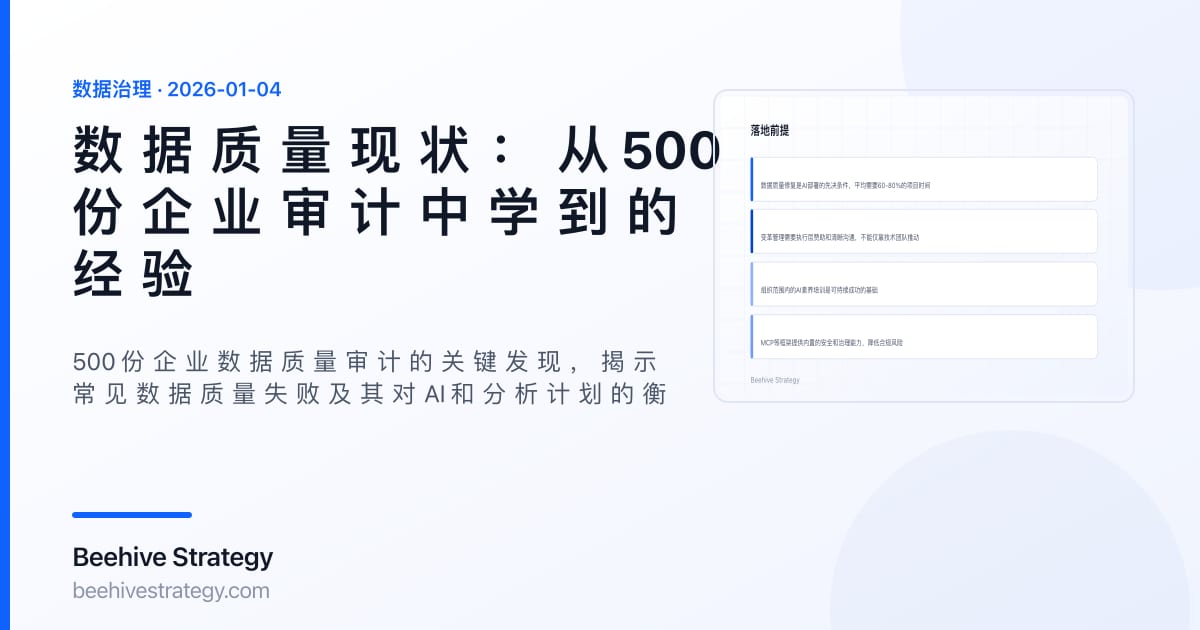 数据治理 · 2026-01-04
数据质量现状：从500
份企业审计中学到的
经验
500份企业数据质量审计的关键发现，揭示
常见数据质量失败及其对AI和分析计划的衡
Beehive Strategy
beehivestrategy.com
落地前提
数据质量修复是AI部署的先决条件，平均需要60-80%的项目时间
变革管理需要执行层赞助和清晰沟通，不能仅靠技术团队推动
组织范围内的AI素养培训是可持续成功的基础
MCP等框架提供内置的安全和治理能力，降低合规风险
Beehive Strategy